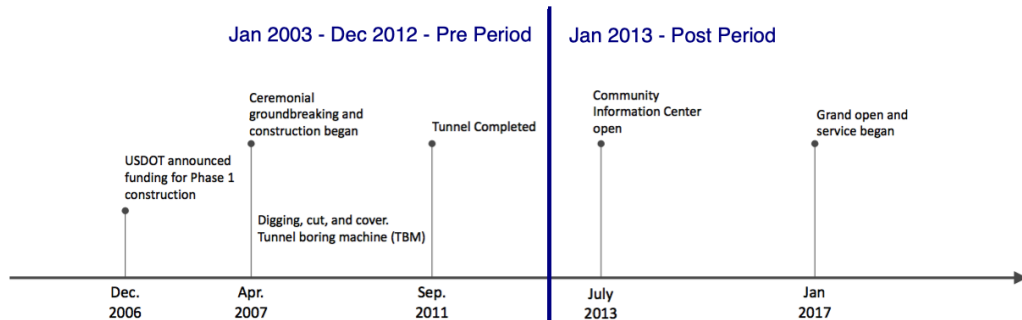 Jan 2003 - Dec 2012 - Pre Period
Jan 2013 - Post Period
USDOT announced
funding for Phase 1
construction
Ceremonial
groundbreaking and
construction began
Digging, cut, and cover.
Tunnel boring machine (TBM)
Tunnel Completed
Community
Information Center
open
Grand open and
service began
Dec.
2006
Apr.
2007
Sep.
2011
July
2013
Jan
2017